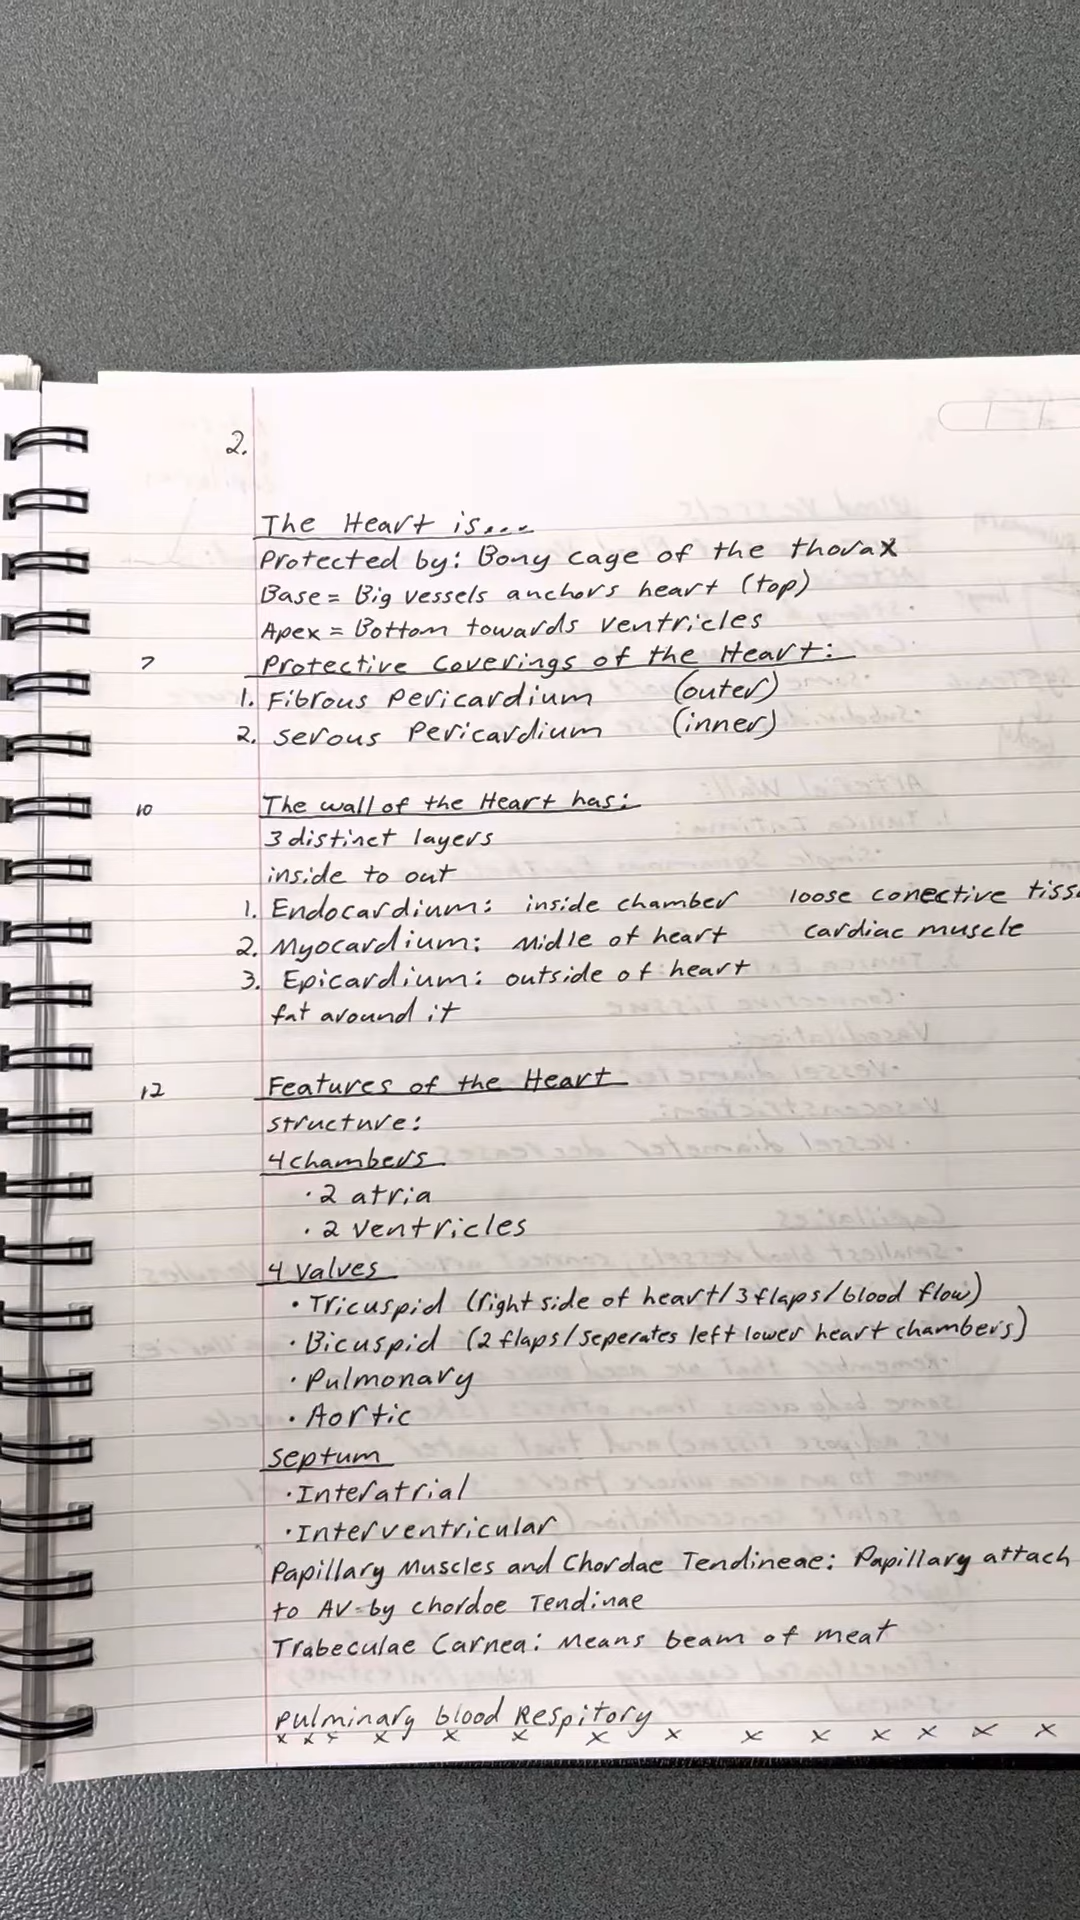 2.
The Heart is...
Protected by: Bony cage of the thorax
Base = Big vessels anchors heart (top)
Apex = Bottom towards ventricles
7 Protective Coverings of the Heart:
1. Fibrous Pericardium (outer)
2. serous Pericardium (inner)
10 The wall of the Heart has:
3 distinct layers
inside to out
1. Endocardium: inside chamber loose conective
2. Myocardium: Midle of heart cardiac muscle
3. Epicardium: outside of heart
fat around it
12 Features of the Heart
structure:
4 chambers
• 2 atria
• 2 ventricles
4 valves
• Tricuspid (right side of heart/3 flaps/blood flow)
• Bicuspid (2 flaps/seperates left lower heart chambers)
• Pulmonary
• Aortic
Septum
• Interatrial
• Interventricular
Papillary Muscles and Chordae Tendineae: Papillary attach
to AV by chordoe Tendinae
Trabeculae Carnea: Means beam of meat
Pulminary blood Respitory
x x x x x x x x x x x x x